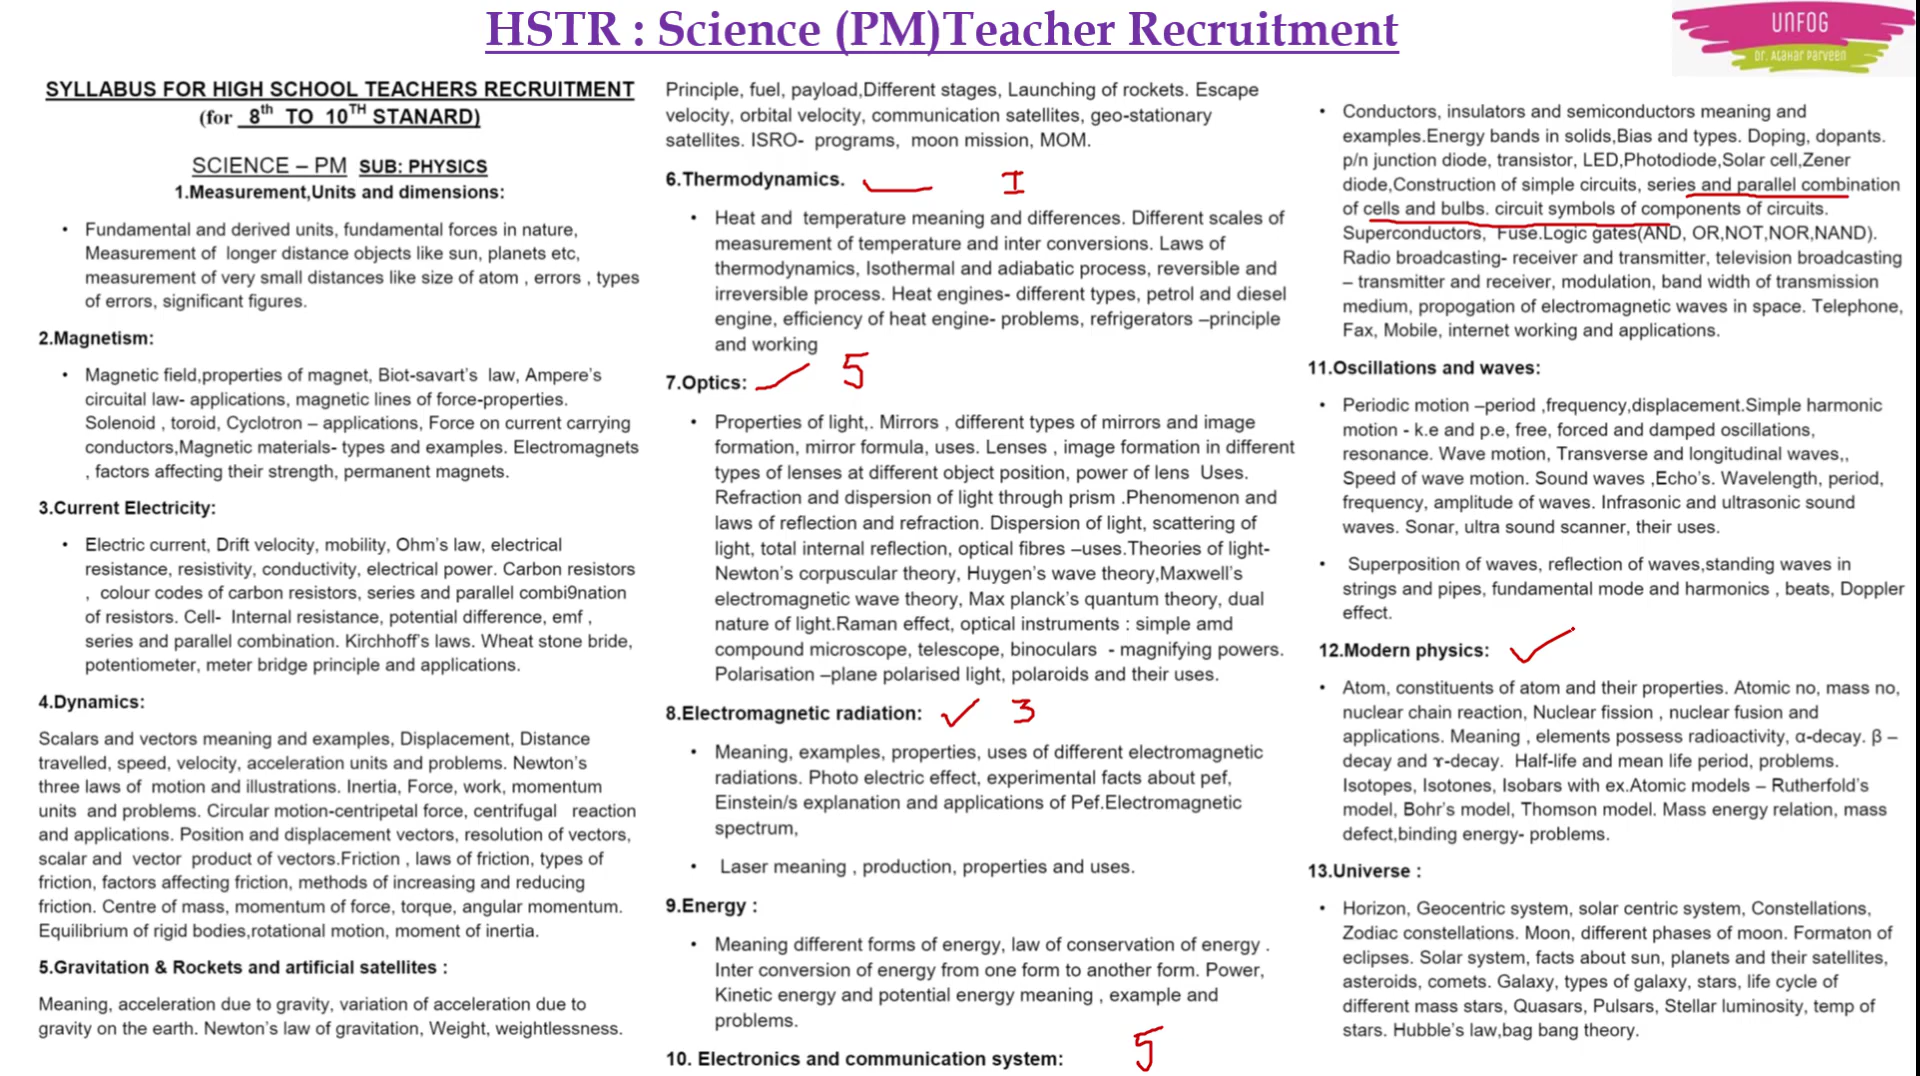 HSTR : Science (PM)Teacher Recruitment
UNFOG
Dr. Atahar Parveen
SYLLABUS FOR HIGH SCHOOL TEACHERS RECRUITMENT
(for 8th TO 10TH STANARD)
SCIENCE – PM SUB: PHYSICS
1.Measurement,Units and dimensions:
• Fundamental and derived units, fundamental forces in nature,
Measurement of longer distance objects like sun, planets etc,
measurement of very small distances like size of atom , errors , types
of errors, significant figures.
2.Magnetism:
• Magnetic field,properties of magnet, Biot-savart's law, Ampere's
circuital law- applications, magnetic lines of force-properties.
Solenoid , toroid, Cyclotron – applications, Force on current carrying
conductors,Magnetic materials- types and examples. Electromagnets
, factors affecting their strength, permanent magnets.
3.Current Electricity:
• Electric current, Drift velocity, mobility, Ohm's law, electrical
resistance, resistivity, conductivity, electrical power. Carbon resistors
, colour codes of carbon resistors, series and parallel combi9nation
of resistors. Cell- Internal resistance, potential difference, emf ,
series and parallel combination. Kirchhoff's laws. Wheat stone bride,
potentiometer, meter bridge principle and applications.
4.Dynamics:
Scalars and vectors meaning and examples, Displacement, Distance
travelled, speed, velocity, acceleration units and problems. Newton's
three laws of motion and illustrations. Inertia, Force, work, momentum
units and problems. Circular motion-centripetal force, centrifugal reaction
and applications. Position and displacement vectors, resolution of vectors,
scalar and vector product of vectors.Friction , laws of friction, types of
friction, factors affecting friction, methods of increasing and reducing
friction. Centre of mass, momentum of force, torque, angular momentum.
Equilibrium of rigid bodies,rotational motion, moment of inertia.
5.Gravitation & Rockets and artificial satellites :
Meaning, acceleration due to gravity, variation of acceleration due to
gravity on the earth. Newton's law of gravitation, Weight, weightlessness.
Principle, fuel, payload,Different stages, Launching of rockets. Escape
velocity, orbital velocity, communication satellites, geo-stationary
satellites. ISRO- programs, moon mission, MOM.
6.Thermodynamics. I
• Heat and temperature meaning and differences. Different scales of
measurement of temperature and inter conversions. Laws of
thermodynamics, Isothermal and adiabatic process, reversible and
irreversible process. Heat engines- different types, petrol and diesel
engine, efficiency of heat engine- problems, refrigerators –principle
and working
7.Optics: 5
• Properties of light,. Mirrors , different types of mirrors and image
formation, mirror formula, uses. Lenses , image formation in different
types of lenses at different object position, power of lens Uses.
Refraction and dispersion of light through prism .Phenomenon and
laws of reflection and refraction. Dispersion of light, scattering of
light, total internal reflection, optical fibres –uses.Theories of light-
Newton's corpuscular theory, Huygen's wave theory,Maxwell's
electromagnetic wave theory, Max planck's quantum theory, dual
nature of light.Raman effect, optical instruments : simple amd
compound microscope, telescope, binoculars - magnifying powers.
Polarisation –plane polarised light, polaroids and their uses.
8.Electromagnetic radiation: 3
• Meaning, examples, properties, uses of different electromagnetic
radiations. Photo electric effect, experimental facts about pef,
Einstein/s explanation and applications of Pef.Electromagnetic
spectrum,
• Laser meaning , production, properties and uses.
9.Energy :
• Meaning different forms of energy, law of conservation of energy .
Inter conversion of energy from one form to another form. Power,
Kinetic energy and potential energy meaning , example and
problems.
10. Electronics and communication system: 5
• Conductors, insulators and semiconductors meaning and
examples.Energy bands in solids,Bias and types. Doping, dopants.
p/n junction diode, transistor, LED,Photodiode,Solar cell,Zener
diode,Construction of simple circuits, series and parallel combination
of cells and bulbs. circuit symbols of components of circuits.
Superconductors, Fuse.Logic gates(AND, OR,NOT,NOR,NAND).
Radio broadcasting- receiver and transmitter, television broadcasting
– transmitter and receiver, modulation, band width of transmission
medium, propogation of electromagnetic waves in space. Telephone,
Fax, Mobile, internet working and applications.
11.Oscillations and waves:
• Periodic motion –period ,frequency,displacement.Simple harmonic
motion - k.e and p.e, free, forced and damped oscillations,
resonance. Wave motion, Transverse and longitudinal waves,,
Speed of wave motion. Sound waves ,Echo's. Wavelength, period,
frequency, amplitude of waves. Infrasonic and ultrasonic sound
waves. Sonar, ultra sound scanner, their uses.
• Superposition of waves, reflection of waves,standing waves in
strings and pipes, fundamental mode and harmonics , beats, Doppler
effect.
12.Modern physics:
• Atom, constituents of atom and their properties. Atomic no, mass no,
nuclear chain reaction, Nuclear fission , nuclear fusion and
applications. Meaning , elements possess radioactivity, α-decay. β –
decay and ɤ-decay. Half-life and mean life period, problems.
Isotopes, Isotones, Isobars with ex.Atomic models – Rutherford's
model, Bohr's model, Thomson model. Mass energy relation, mass
defect,binding energy- problems.
13.Universe :
• Horizon, Geocentric system, solar centric system, Constellations,
Zodiac constellations. Moon, different phases of moon. Formaton of
eclipses. Solar system, facts about sun, planets and their satellites,
asteroids, comets. Galaxy, types of galaxy, stars, life cycle of
different mass stars, Quasars, Pulsars, Stellar luminosity, temp of
stars. Hubble's law,bag bang theory.